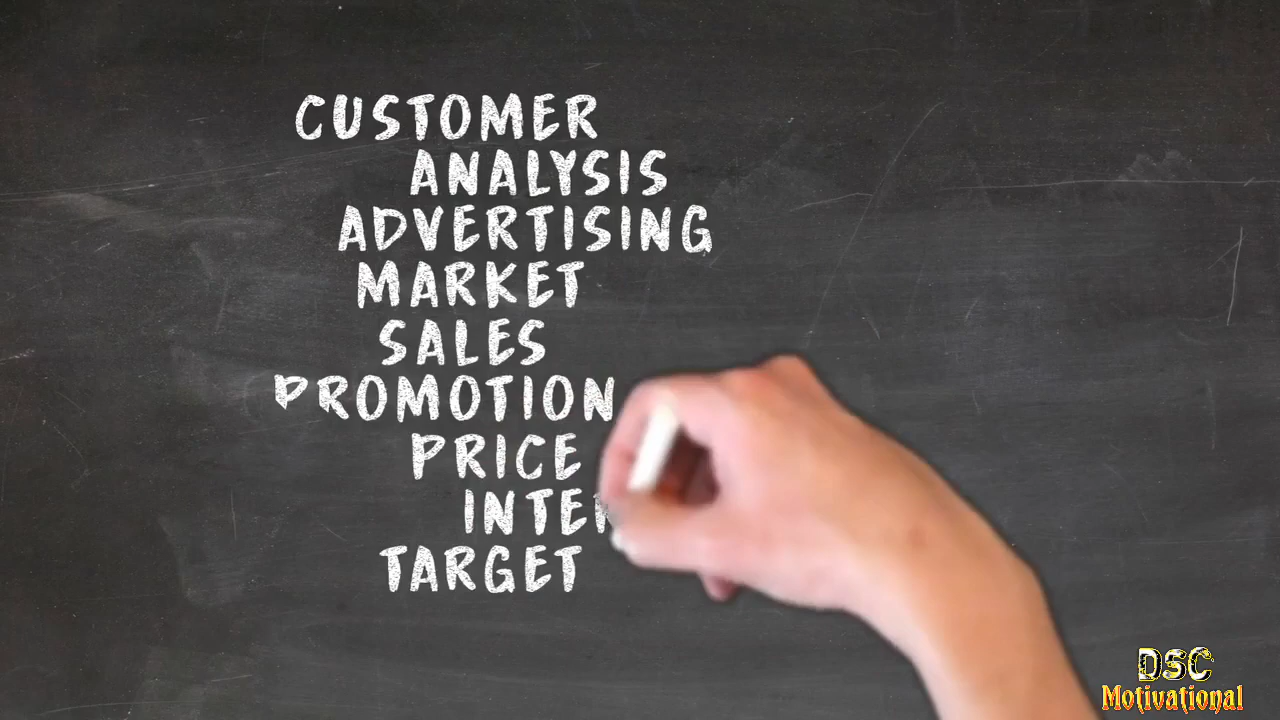 CUSTOMER
ANALYSIS
ADVERTISING
MARKET
SALES
PROMOTION
PRICE
TARGET
DSC
Motivational